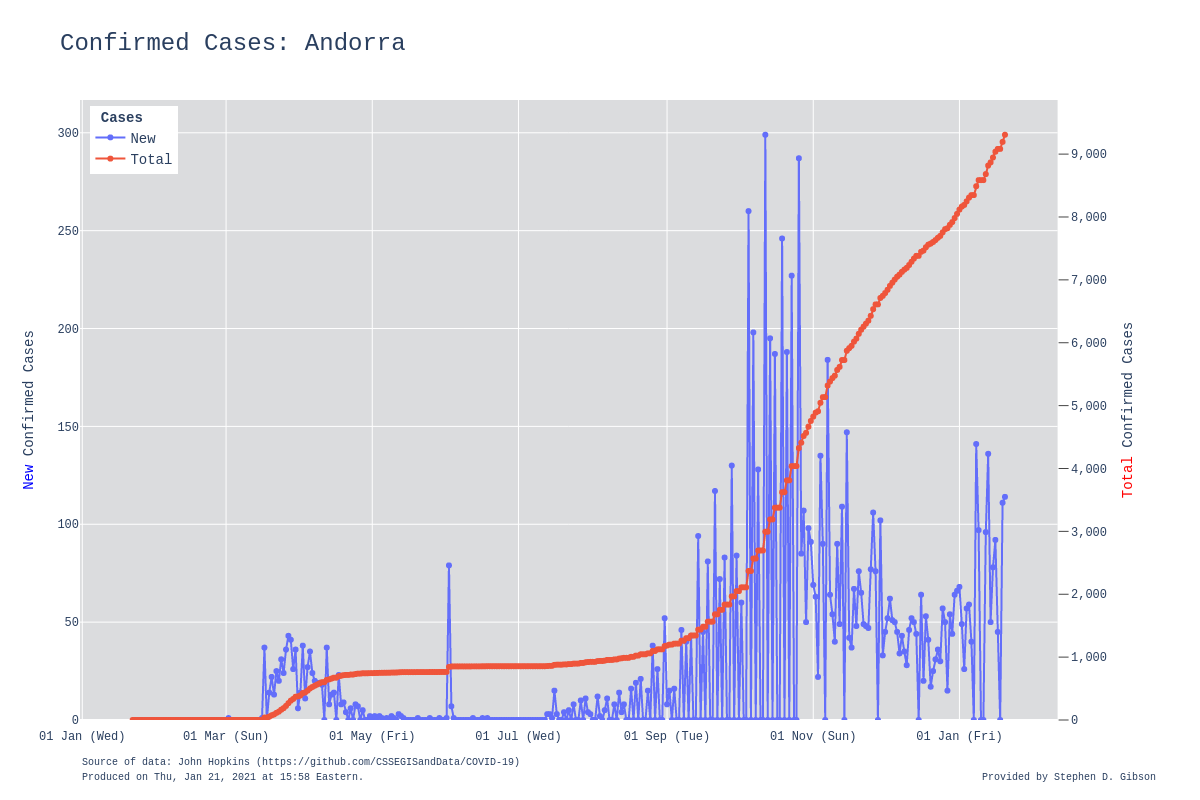 Confirmed Cases: Andorra
Cases
New
Total
300
250
200
150
100
50
0
9,000
8,000
7,000
6,000
5,000
4,000
3,000
2,000
1,000
0
New Confirmed Cases
Total Confirmed Cases
01 Jan (Wed)
01 Mar (Sun)
01 May (Fri)
01 Jul (Wed)
01 Sep (Tue)
01 Nov (Sun)
01 Jan (Fri)
Source of data: John Hopkins (https://github.com/CSSEGISandData/COVID-19)
Produced on Thu, Jan 21, 2021 at 15:58 Eastern.
Provided by Stephen D. Gibson